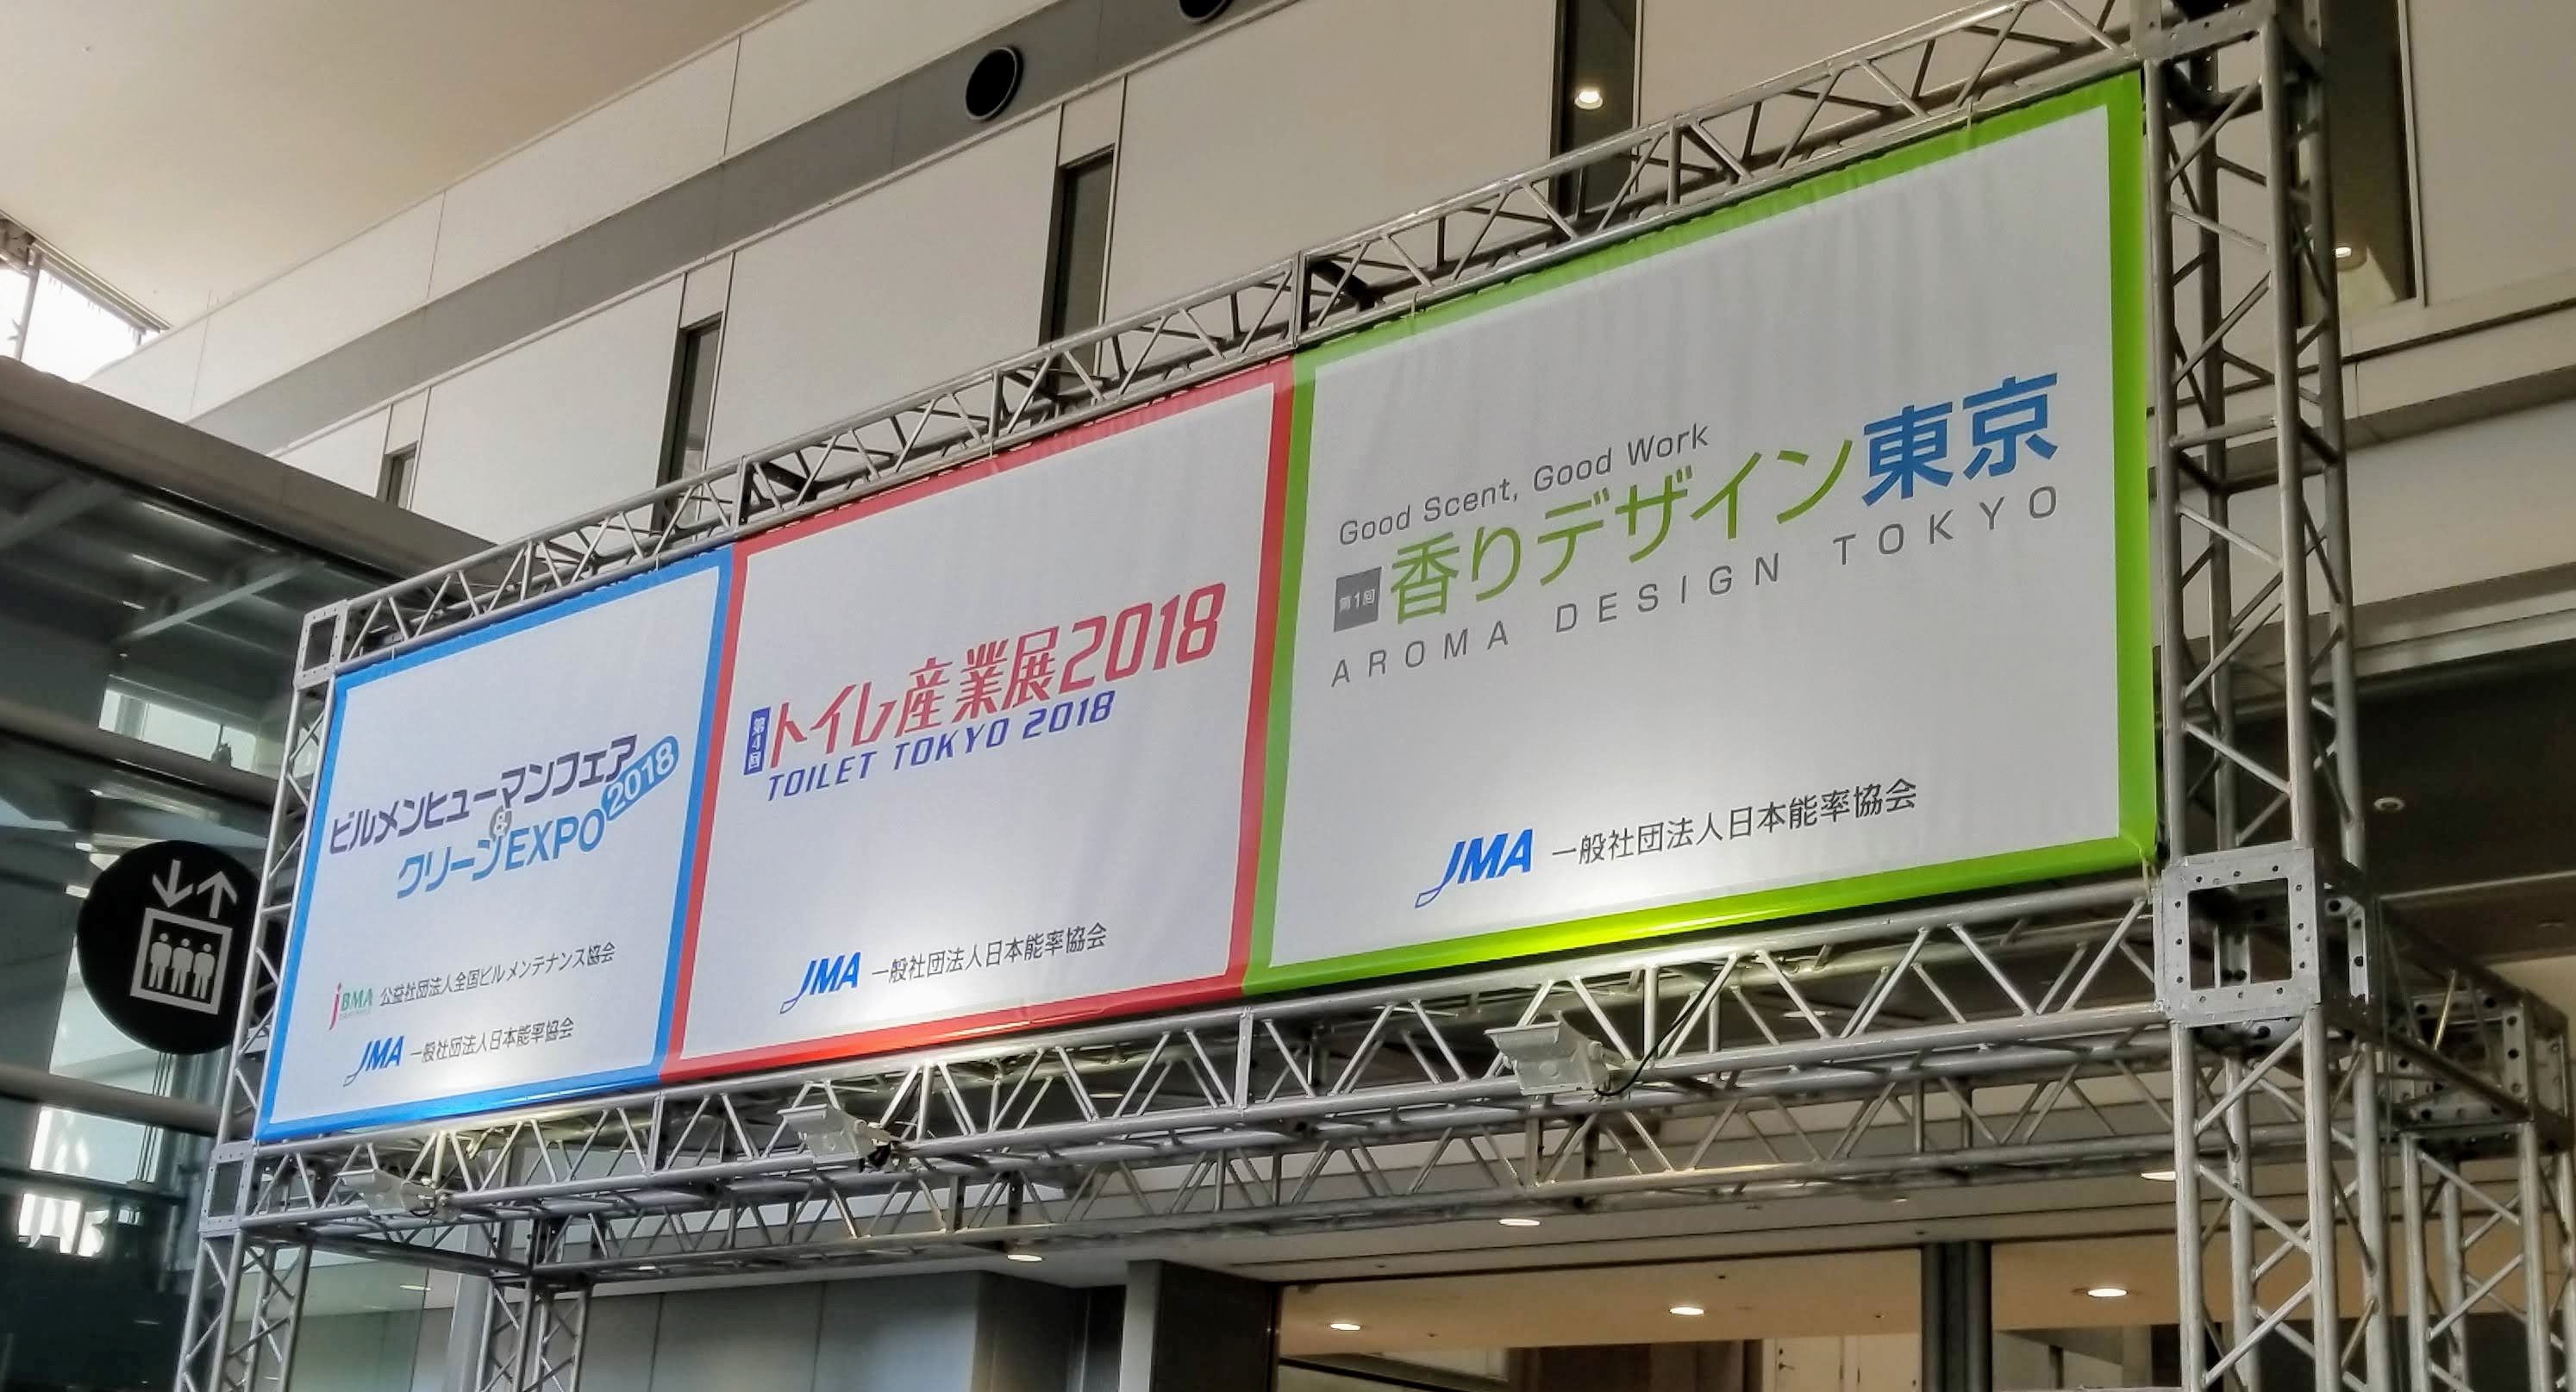 ビルメンヒューマンフェア
&
クリーンEXPO 2018
jBMA 公益社団法人全国ビルメンテナンス協会
JMA 一般社団法人日本能率協会
第4回 トイレ産業展2018
TOILET TOKYO 2018
JMA 一般社団法人日本能率協会
Good Scent, Good Work
第1回 香りデザイン東京
AROMA DESIGN TOKYO
JMA 一般社団法人日本能率協会